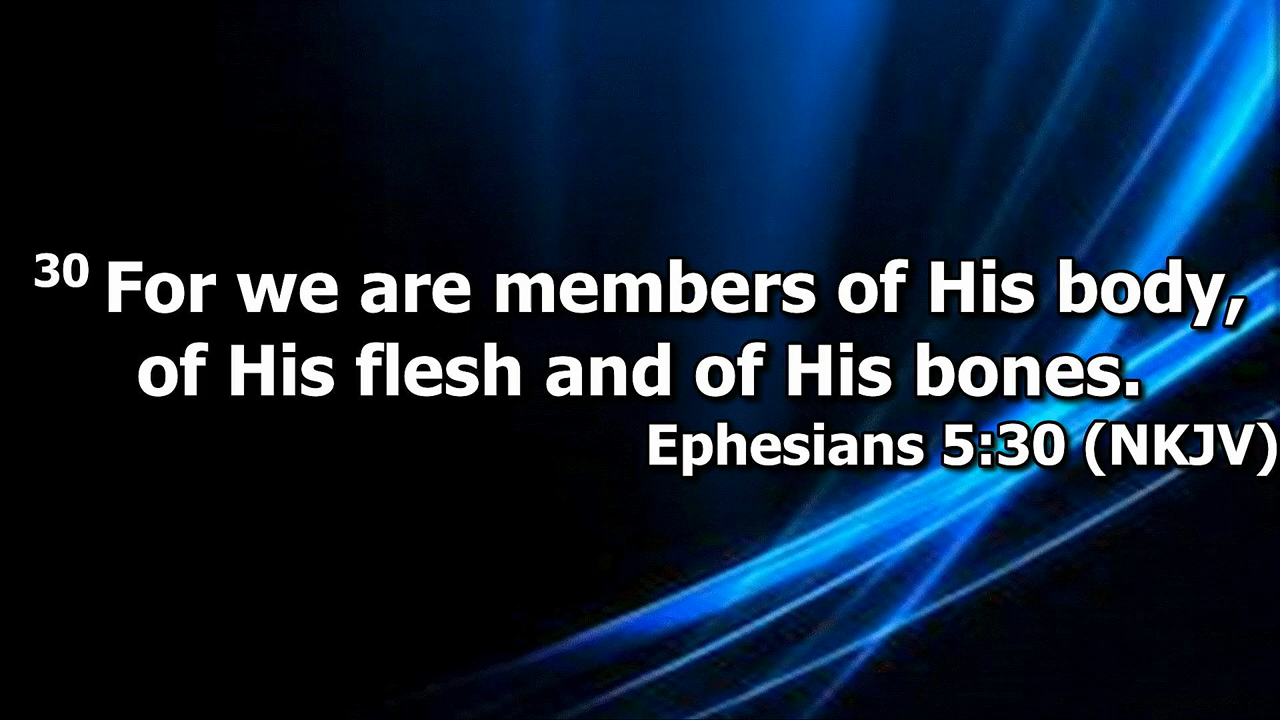 30 For we are members of His body,
of His flesh and of His bones.
Ephesians 5:30 (NKJV)